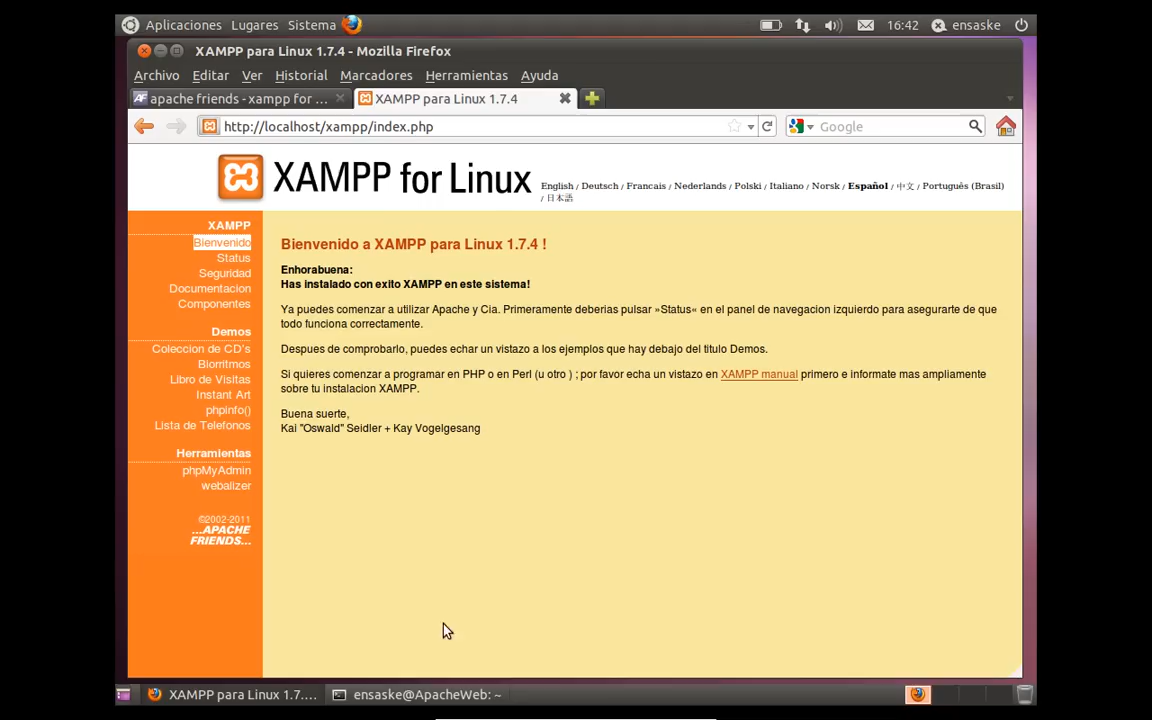 Aplicaciones Lugares Sistema 16:42 ensaske
XAMPP para Linux 1.7.4 - Mozilla Firefox
Archivo Editar Ver Historial Marcadores Herramientas Ayuda
AF apache friends - xampp for ... XAMPP para Linux 1.7.4
http://localhost/xampp/index.php Google
XAMPP for Linux
English / Deutsch / Francais / Nederlands / Polski / Italiano / Norsk / Español / 中文 / Português (Brasil)
/ 日本語
XAMPP
Bienvenido
Status
Seguridad
Documentacion
Componentes
Demos
Coleccion de CD's
Biorritmos
Libro de Visitas
Instant Art
phpinfo()
Lista de Telefonos
Herramientas
phpMyAdmin
webalizer
©2002-2011
...APACHE
FRIENDS...
Bienvenido a XAMPP para Linux 1.7.4 !
Enhorabuena:
Has instalado con exito XAMPP en este sistema!
Ya puedes comenzar a utilizar Apache y Cia. Primeramente deberias pulsar »Status« en el panel de navegacion izquierdo para asegurarte de que
todo funciona correctamente.
Despues de comprobarlo, puedes echar un vistazo a los ejemplos que hay debajo del titulo Demos.
Si quieres comenzar a programar en PHP o en Perl (u otro ) ; por favor echa un vistazo en XAMPP manual primero e informate mas ampliamente
sobre tu instalacion XAMPP.
Buena suerte,
Kai "Oswald" Seidler + Kay Vogelgesang
XAMPP para Linux 1.7.... ensaske@ApacheWeb: ~